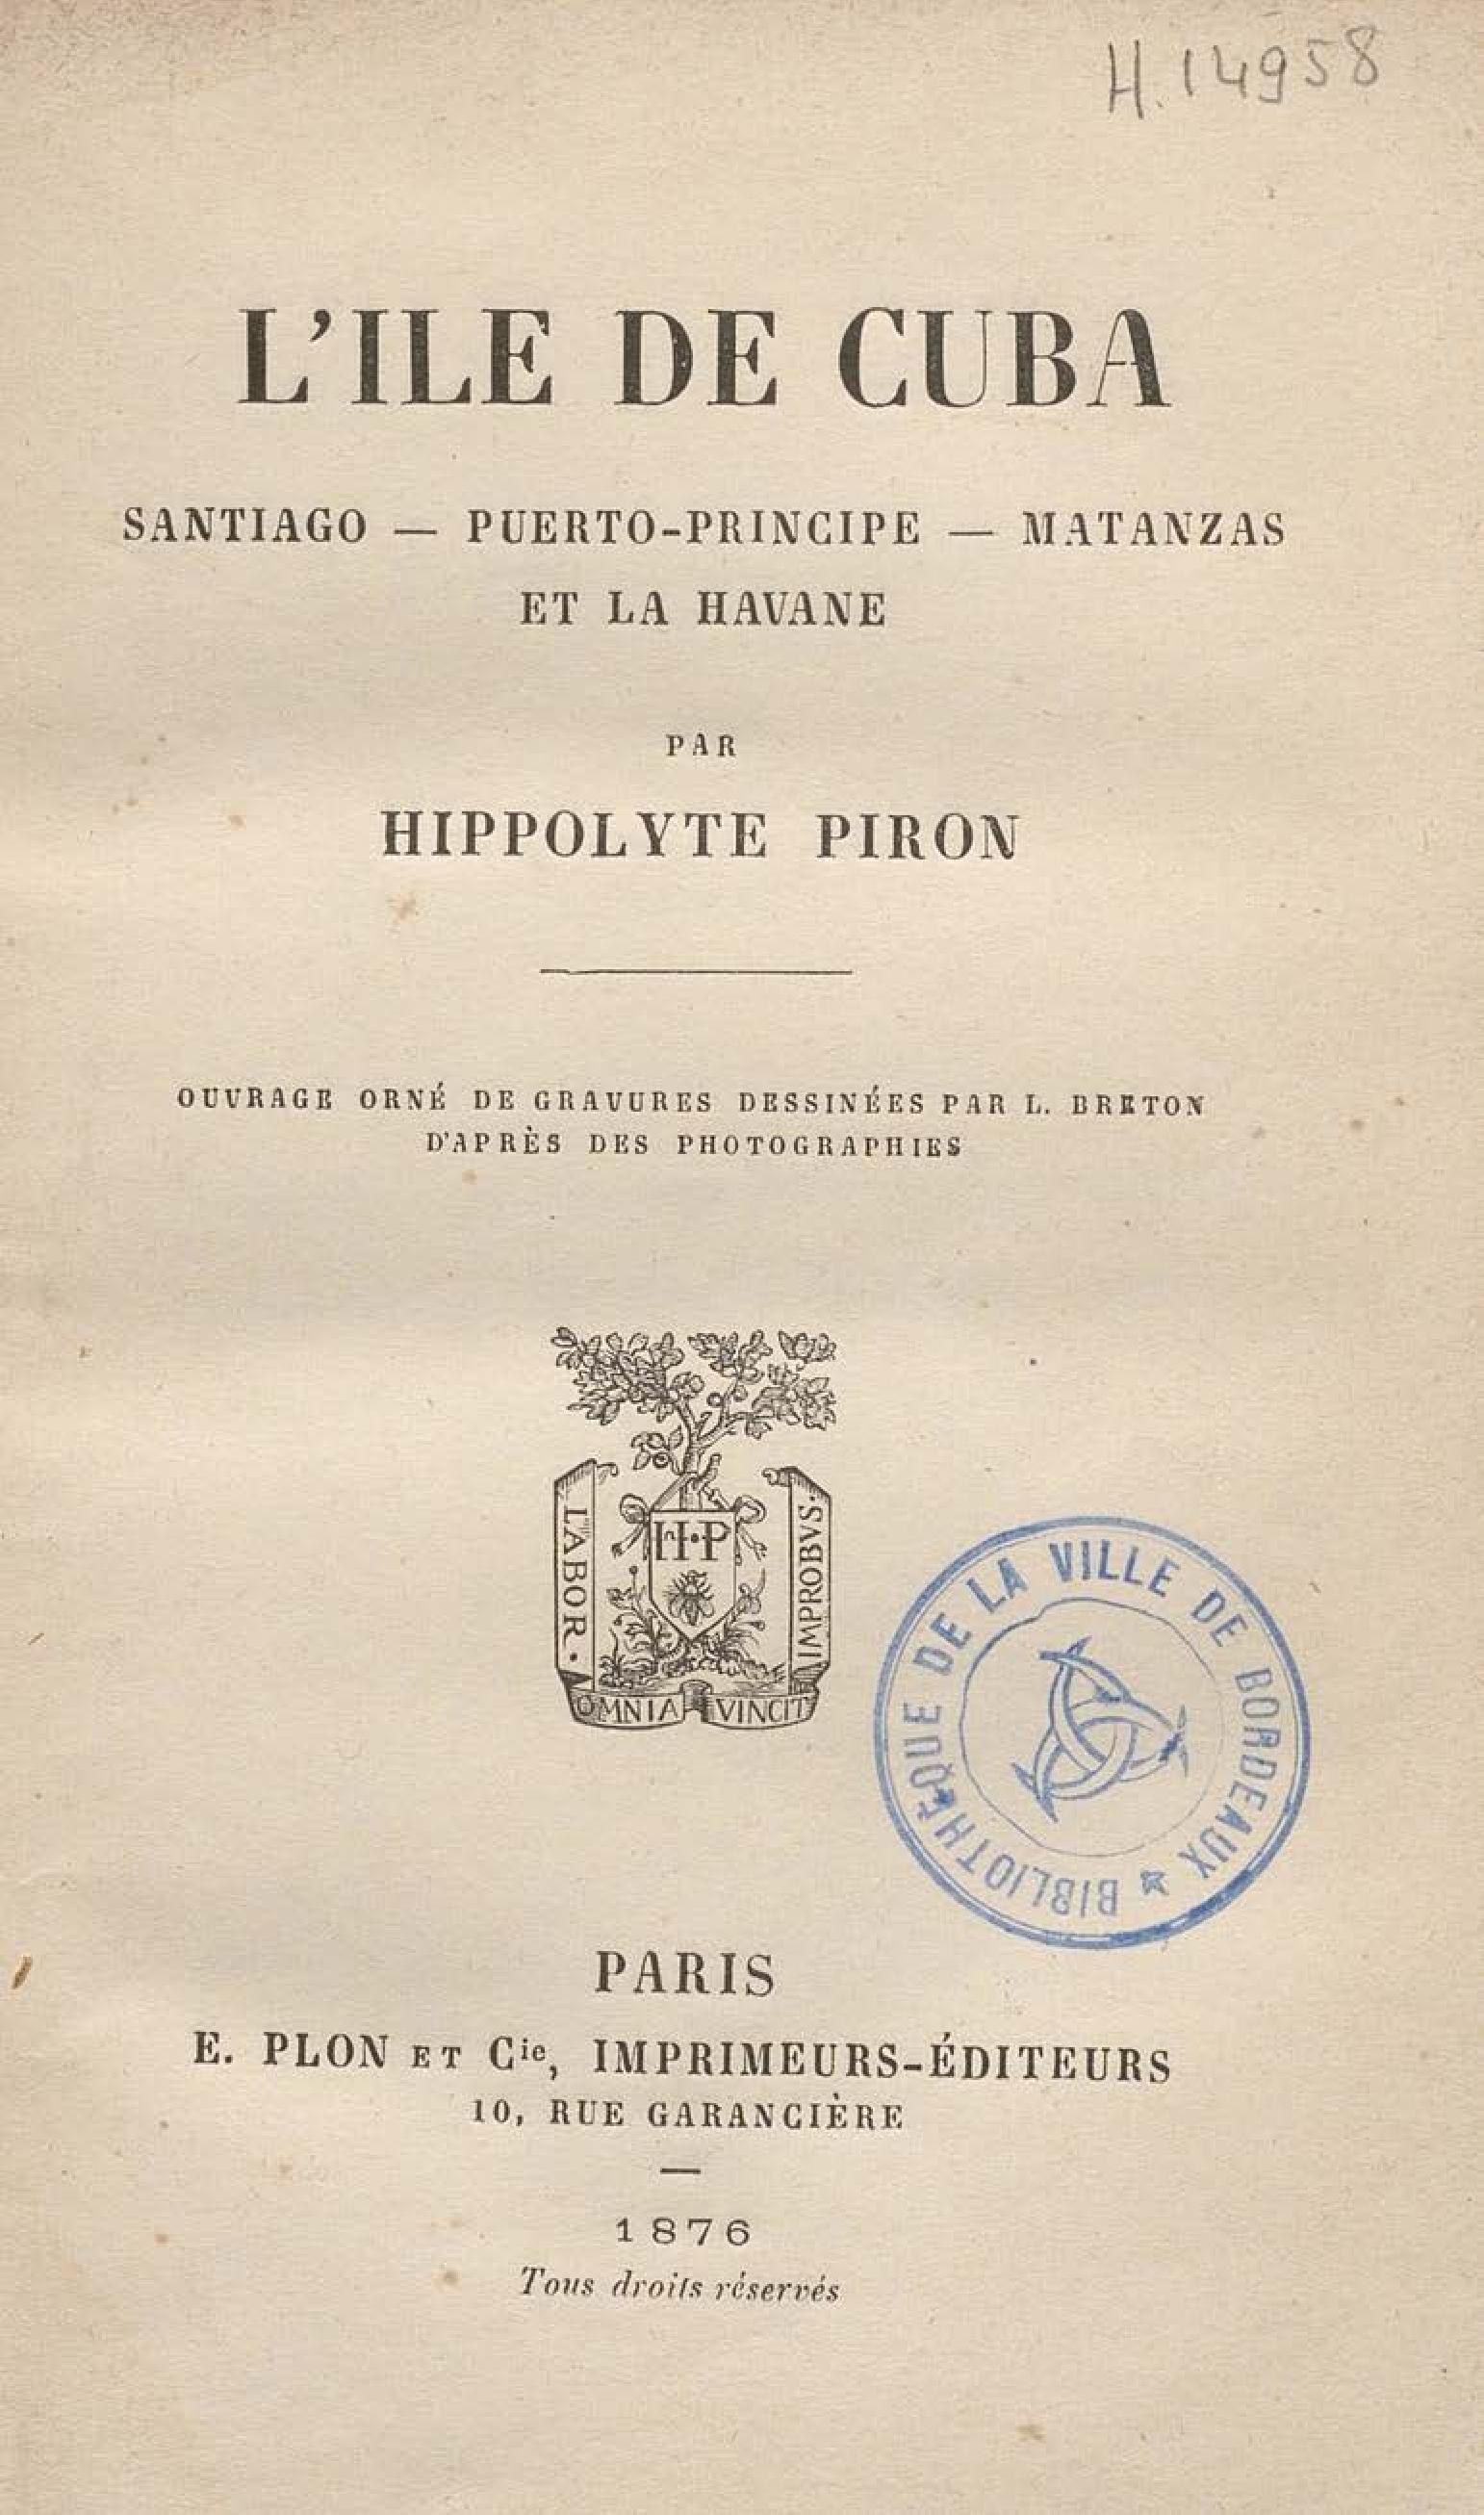 H. 14958
L'ILE DE CUBA
SANTIAGO — PUERTO-PRINCIPE — MATANZAS
ET LA HAVANE
PAR
HIPPOLYTE PIRON
OUVRAGE ORNÉ DE GRAVURES DESSINÉES PAR L. BRETON
D'APRÈS DES PHOTOGRAPHIES
LABOR.
H·P
IMPROBVS.
OMNIA VINCIT
BIBLIOTHÈQUE DE LA VILLE DE BORDEAUX
PARIS
E. PLON ET Cie, IMPRIMEURS-ÉDITEURS
10, RUE GARANCIÈRE
—
1876
Tous droits réservés